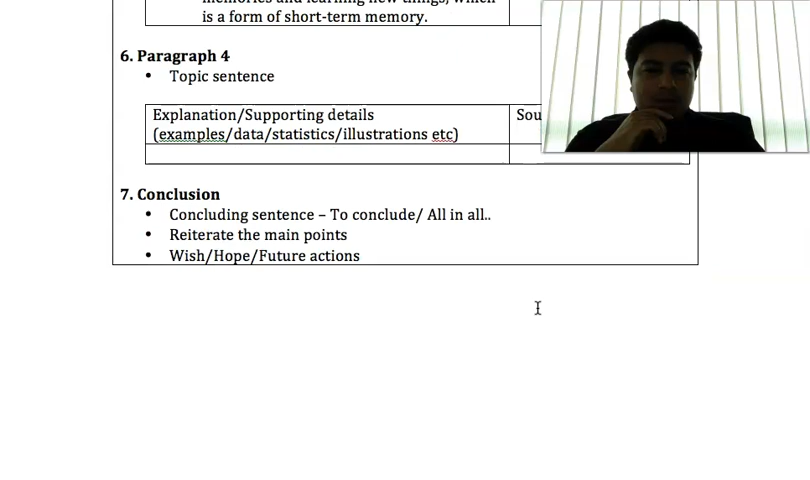 is a form of short-term memory.
6. Paragraph 4
• Topic sentence
Explanation/Supporting details
(examples/data/statistics/illustrations etc)
Sou
7. Conclusion
• Concluding sentence – To conclude/ All in all..
• Reiterate the main points
• Wish/Hope/Future actions